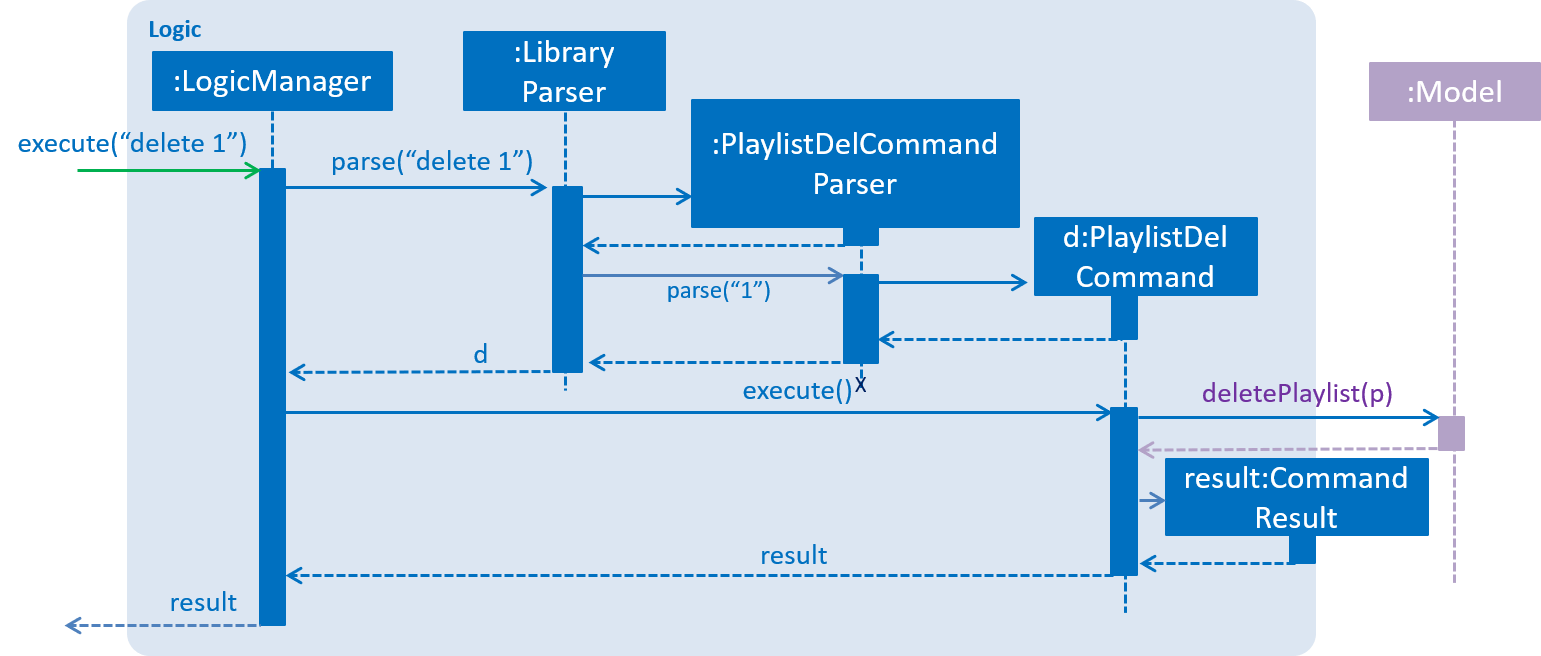 Logic
:LogicManager
:Library
Parser
:PlaylistDelCommand
Parser
:Model
execute(“delete 1”)
parse(“delete 1”)
d:PlaylistDel
Command
parse(“1”)
d
execute()
X
deletePlaylist(p)
result:Command
Result
result
result